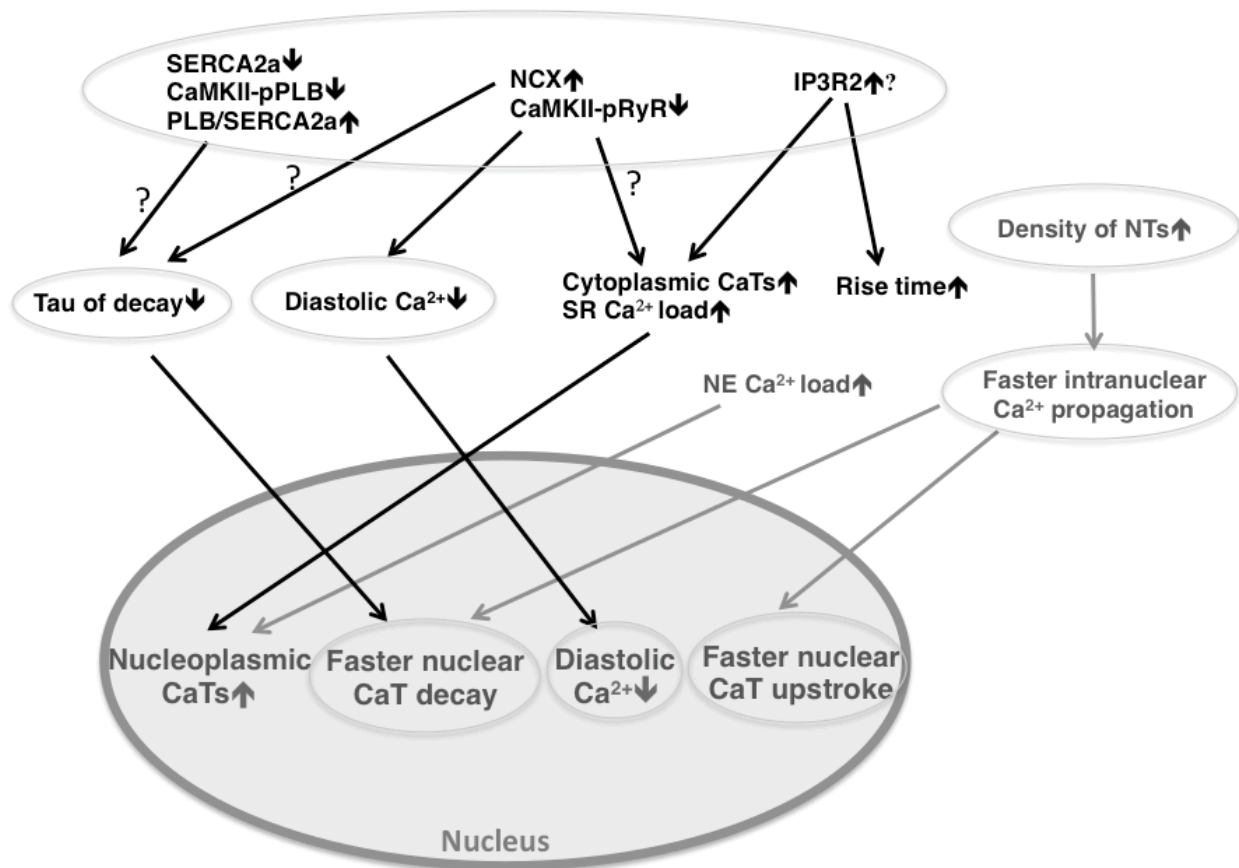 SERCA2a↓
CaMKII-pPLB↓
PLB/SERCA2a↑
NCX↑
CaMKII-pRyR↓
IP3R2↑?
?
?
?
Density of NTs↑
Tau of decay↓
Diastolic Ca²⁺↓
Cytoplasmic CaTs↑
SR Ca²⁺ load↑
Rise time↑
NE Ca²⁺ load↑
Faster intranuclear
Ca²⁺ propagation
Nucleoplasmic
CaTs↑
Faster nuclear
CaT decay
Diastolic
Ca²⁺↓
Faster nuclear
CaT upstroke
Nucleus